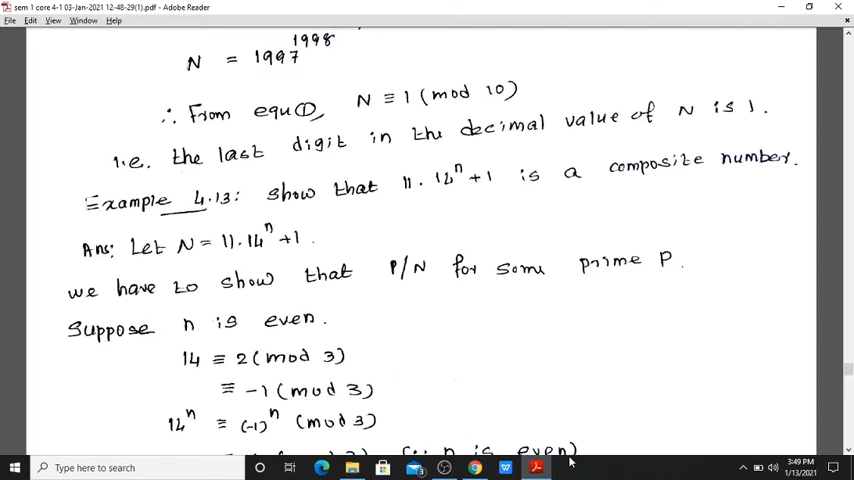 sem 1 core 4-1 03-Jan-2021 12-48-29(1).pdf - Adobe Reader
File Edit View Window Help
N = 1997^1998
∴ From equ①, N ≡ 1 (mod 10)
i.e. the last digit in the decimal value of N is 1.
Example 4.13: show that 11·14^n+1 is a composite number.
Ans: Let N = 11·14^n+1.
we have to show that P/N for some prime P.
Suppose n is even.
14 ≡ 2 (mod 3)
≡ -1 (mod 3)
14^n ≡ (-1)^n (mod 3)
(∵ n is even)
Type here to search
3
3:49 PM
1/13/2021